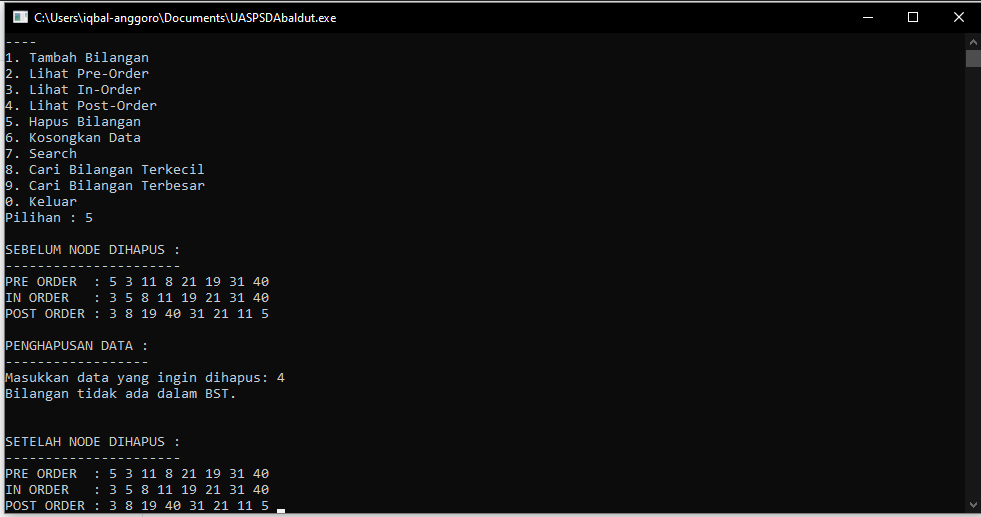 C:\Users\iqbal-anggoro\Documents\UASPSDAbaldut.exe
----
1. Tambah Bilangan
2. Lihat Pre-Order
3. Lihat In-Order
4. Lihat Post-Order
5. Hapus Bilangan
6. Kosongkan Data
7. Search
8. Cari Bilangan Terkecil
9. Cari Bilangan Terbesar
0. Keluar
Pilihan : 5
SEBELUM NODE DIHAPUS :
----------------------
PRE ORDER  : 5 3 11 8 21 19 31 40
IN ORDER   : 3 5 8 11 19 21 31 40
POST ORDER : 3 8 19 40 31 21 11 5
PENGHAPUSAN DATA :
------------------
Masukkan data yang ingin dihapus: 4
Bilangan tidak ada dalam BST.
SETELAH NODE DIHAPUS :
----------------------
PRE ORDER  : 5 3 11 8 21 19 31 40
IN ORDER   : 3 5 8 11 19 21 31 40
POST ORDER : 3 8 19 40 31 21 11 5